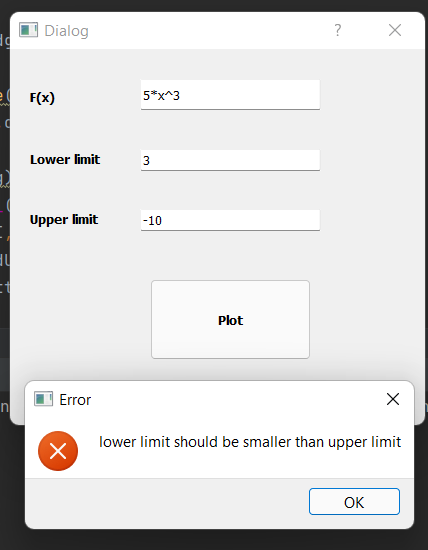 Dialog
?
F(x)
5*x^3
Lower limit
3
Upper limit
-10
Plot
Error
lower limit should be smaller than upper limit
OK